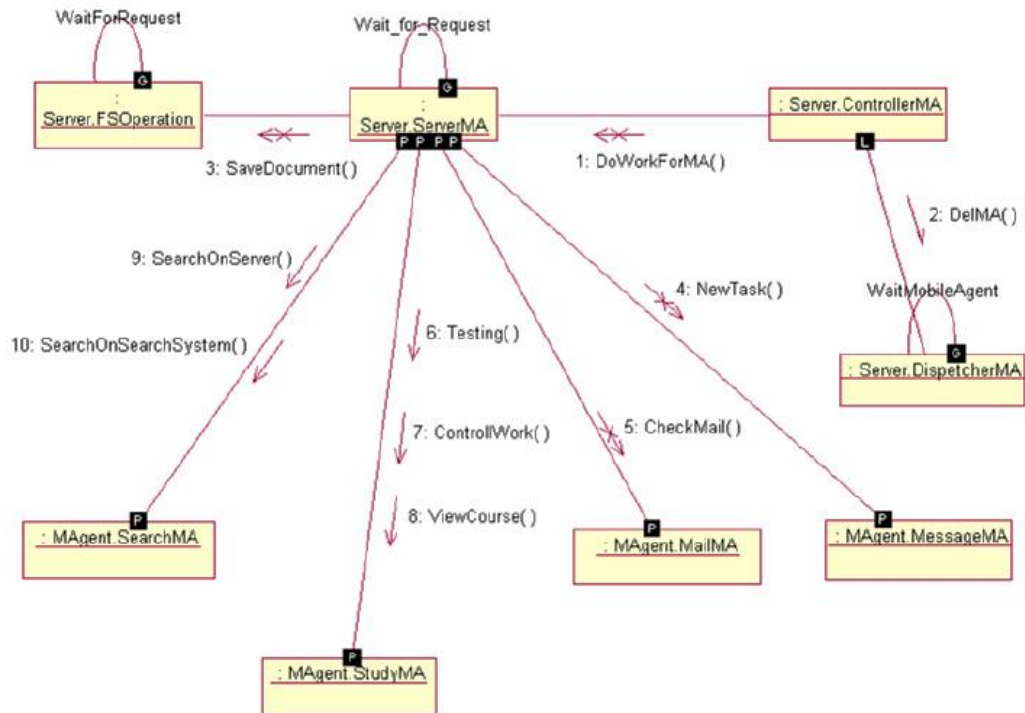 WaitForRequest
Wait_for_Request
G
G
:
Server.FSOperation
:
Server.ServerMA
: Server.ControllerMA
P P P P
L
3: SaveDocument( )
1: DoWorkForMA( )
2: DelMA( )
9: SearchOnServer( )
4: NewTask( )
WaitMobileAgent
6: Testing( )
10: SearchOnSearchSystem( )
G
: Server.DispetcherMA
7: ControllWork( )
5: CheckMail( )
8: ViewCourse( )
P
P
P
: MAgent.SearchMA
: MAgent.MailMA
: MAgent.MessageMA
P
: MAgent.StudyMA